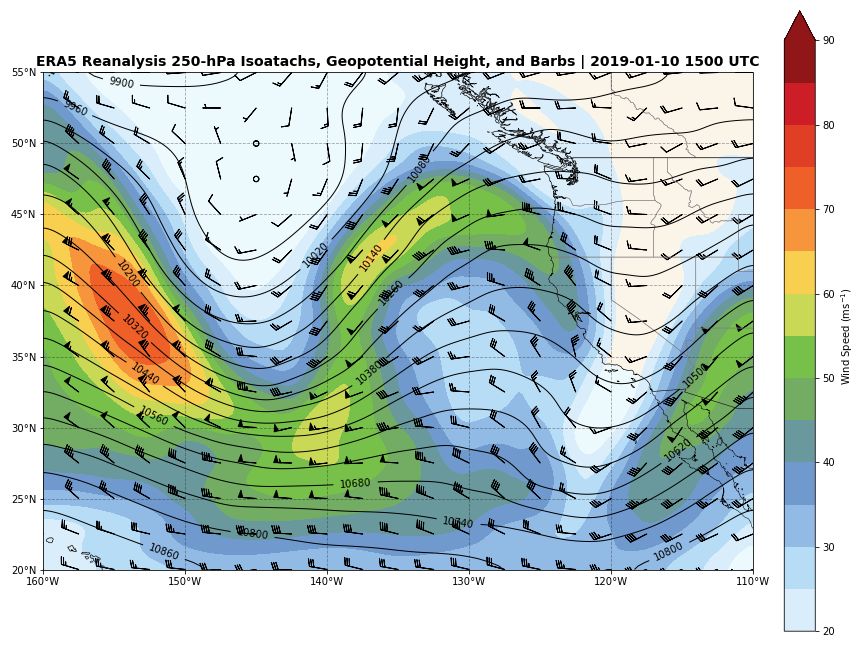 ERA5 Reanalysis 250-hPa Isoatachs, Geopotential Height, and Barbs | 2019-01-10 1500 UTC
55°N
50°N
45°N
40°N
35°N
30°N
25°N
20°N
160°W
150°W
140°W
130°W
120°W
110°W
9900
9960
10080
10020
10140
10200
10260
10320
10380
10440
10500
10560
10620
10680
10740
10800
10800
10860
90
80
70
60
50
40
30
20
Wind Speed (ms⁻¹)